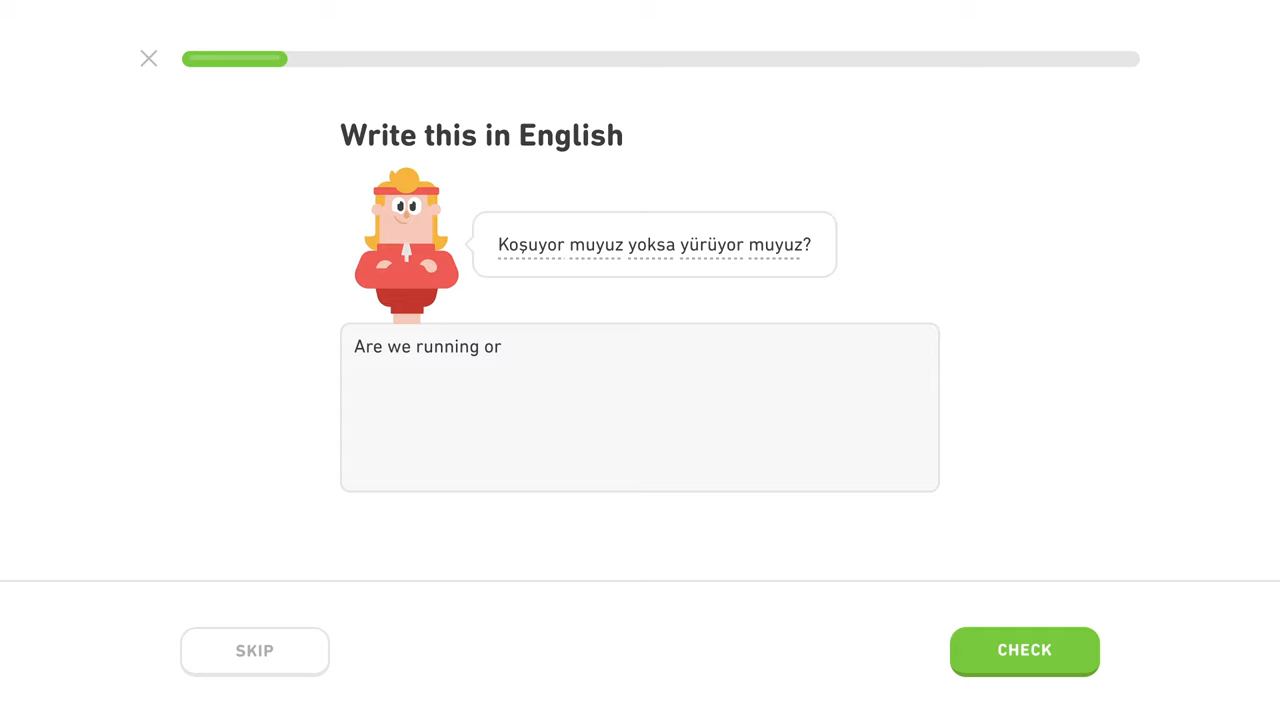 Write this in English
Koşuyor muyuz yoksa yürüyor muyuz?
Are we running or
SKIP
CHECK